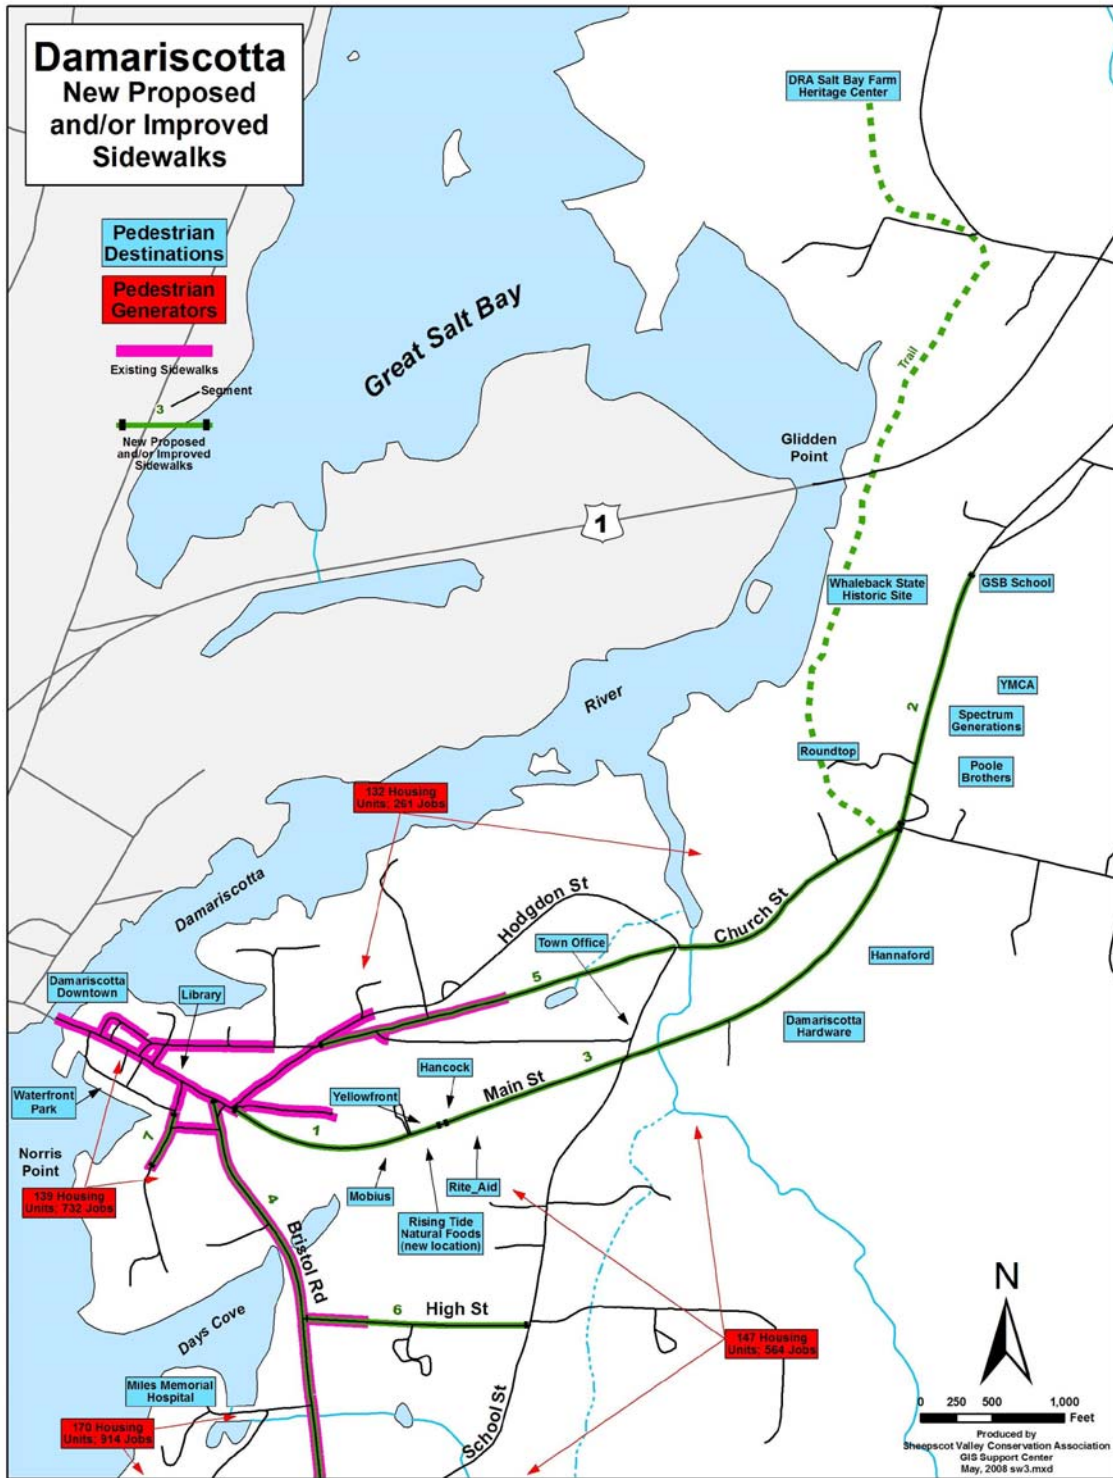 Damariscotta
New Proposed
and/or Improved
Sidewalks
Pedestrian
Destinations
Pedestrian
Generators
Existing Sidewalks
Segment
3
New Proposed
and/or Improved
Sidewalks
DRA Salt Bay Farm
Heritage Center
Great Salt Bay
Trail
Glidden
Point
1
Whaleback State
Historic Site
GSB School
YMCA
2
Spectrum
Generations
River
Roundtop
Poole
Brothers
132 Housing
Units; 261 Jobs
Damariscotta
Hodgdon St
Church St
Town Office
Hannaford
5
Damariscotta
Downtown
Library
Damariscotta
Hardware
3
Hancock
Main St
Yellowfront
Waterfront
Park
1
7
Norris
Point
139 Housing
Units; 732 Jobs
4
Mobius
Rite_Aid
Rising Tide
Natural Foods
(new location)
Bristol Rd
6
High St
Days Cove
147 Housing
Units; 564 Jobs
N
Miles Memorial
Hospital
170 Housing
Units; 914 Jobs
School St
0 250 500 1,000
Feet
Produced by
Sheepscot Valley Conservation Association
GIS Support Center
May, 2008 sw3.mxd